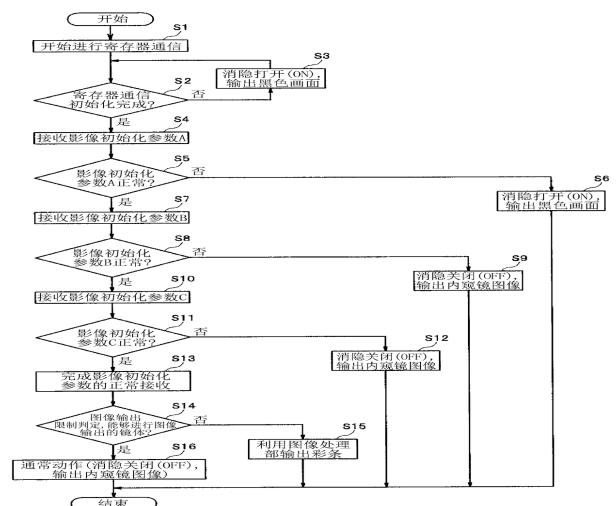 开始
S1
开始进行寄存器通信
S3
消隐打开(ON),
输出黑色画面
S2
寄存器通信
初始化完成?
否
是
S4
接收影像初始化参数A
S5
影像初始化
参数A正常?
否
S6
消隐打开(ON),
输出黑色画面
是
S7
接收影像初始化参数B
S8
影像初始化
参数B正常?
否
S9
消隐关闭(OFF),
输出内窥镜图像
是
S10
接收影像初始化参数C
S11
影像初始化
参数C正常?
否
S12
消隐关闭(OFF),
输出内窥镜图像
是
S13
完成影像初始化
参数的正常接收
S14
图像输出
限制判定,能够进行图像
输出的镜体?
否
S15
利用图像处理
部输出彩条
是
S16
通常动作(消隐关闭(OFF),
输出内窥镜图像)
结束